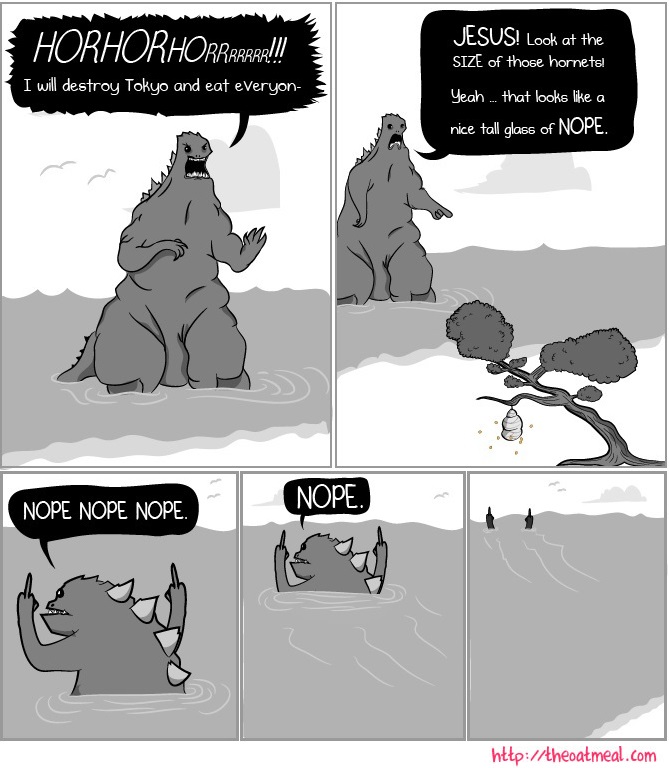 HORHORHORRRRRRR!!!
I will destroy Tokyo and eat everyon-
JESUS! Look at the
SIZE of those hornets!
Yeah ... that looks like a
nice tall glass of NOPE.
NOPE NOPE NOPE.
NOPE.
http://theoatmeal.com